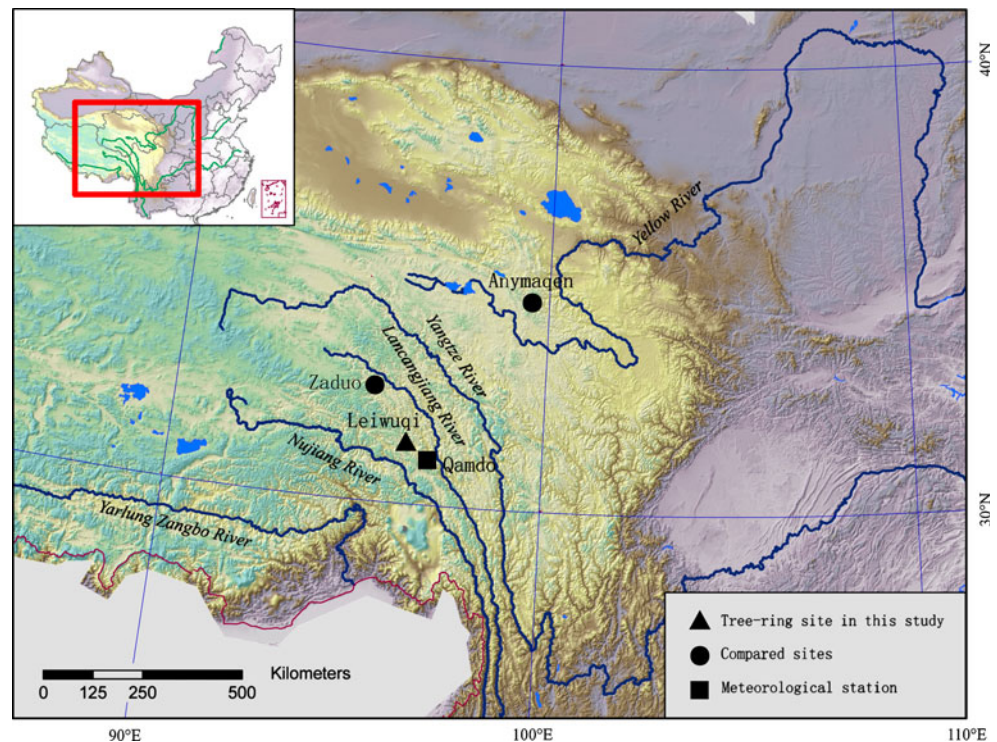 40°N
Yellow River
Anymaqen
Yangtze River
Lancangjiang River
Zaduo
Leiwuqi
Qamdo
Nujiang River
30°N
Yarlung Zangbo River
Tree-ring site in this study
Compared sites
Meteorological station
Kilometers
0 125 250 500
90°E 100°E 110°E